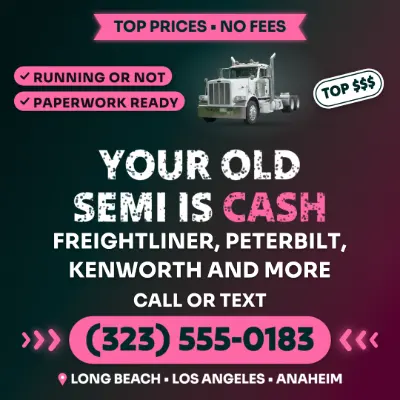 TOP PRICES • NO FEES
RUNNING OR NOT
PAPERWORK READY
TOP $$$
YOUR OLD
SEMI IS CASH
FREIGHTLINER, PETERBILT,
KENWORTH AND MORE
CALL OR TEXT
(323) 555-0183
LONG BEACH • LOS ANGELES • ANAHEIM